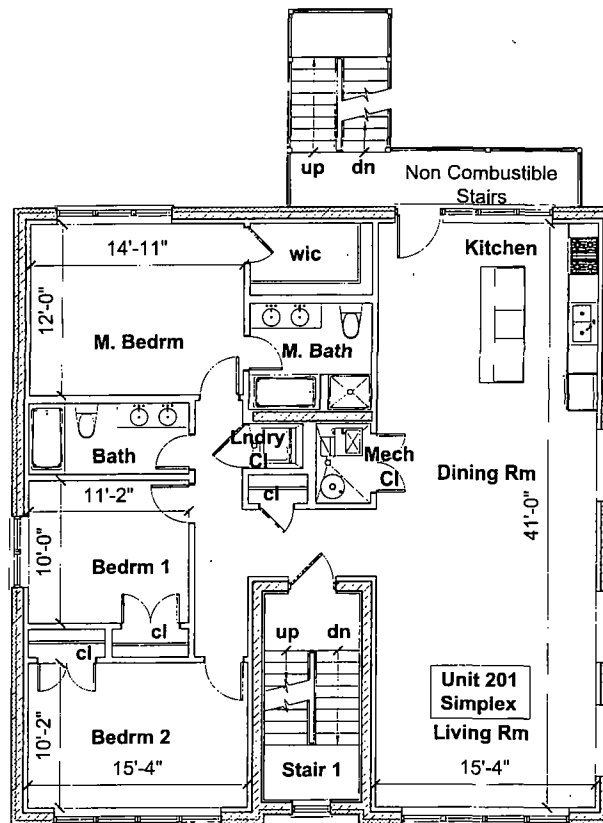 up
dn
Non Combustible
Stairs
14'-11"
wic
Kitchen
12'-0"
M. Bedrm
M. Bath
Lndry
Cl
Bath
Mech
Cl
Dining Rm
cl
11'-2"
41'-0"
10'-0"
Bedrm 1
cl
cl
up
dn
Unit 201
Simplex
10'-2"
Bedrm 2
Living Rm
15'-4"
Stair 1
15'-4"